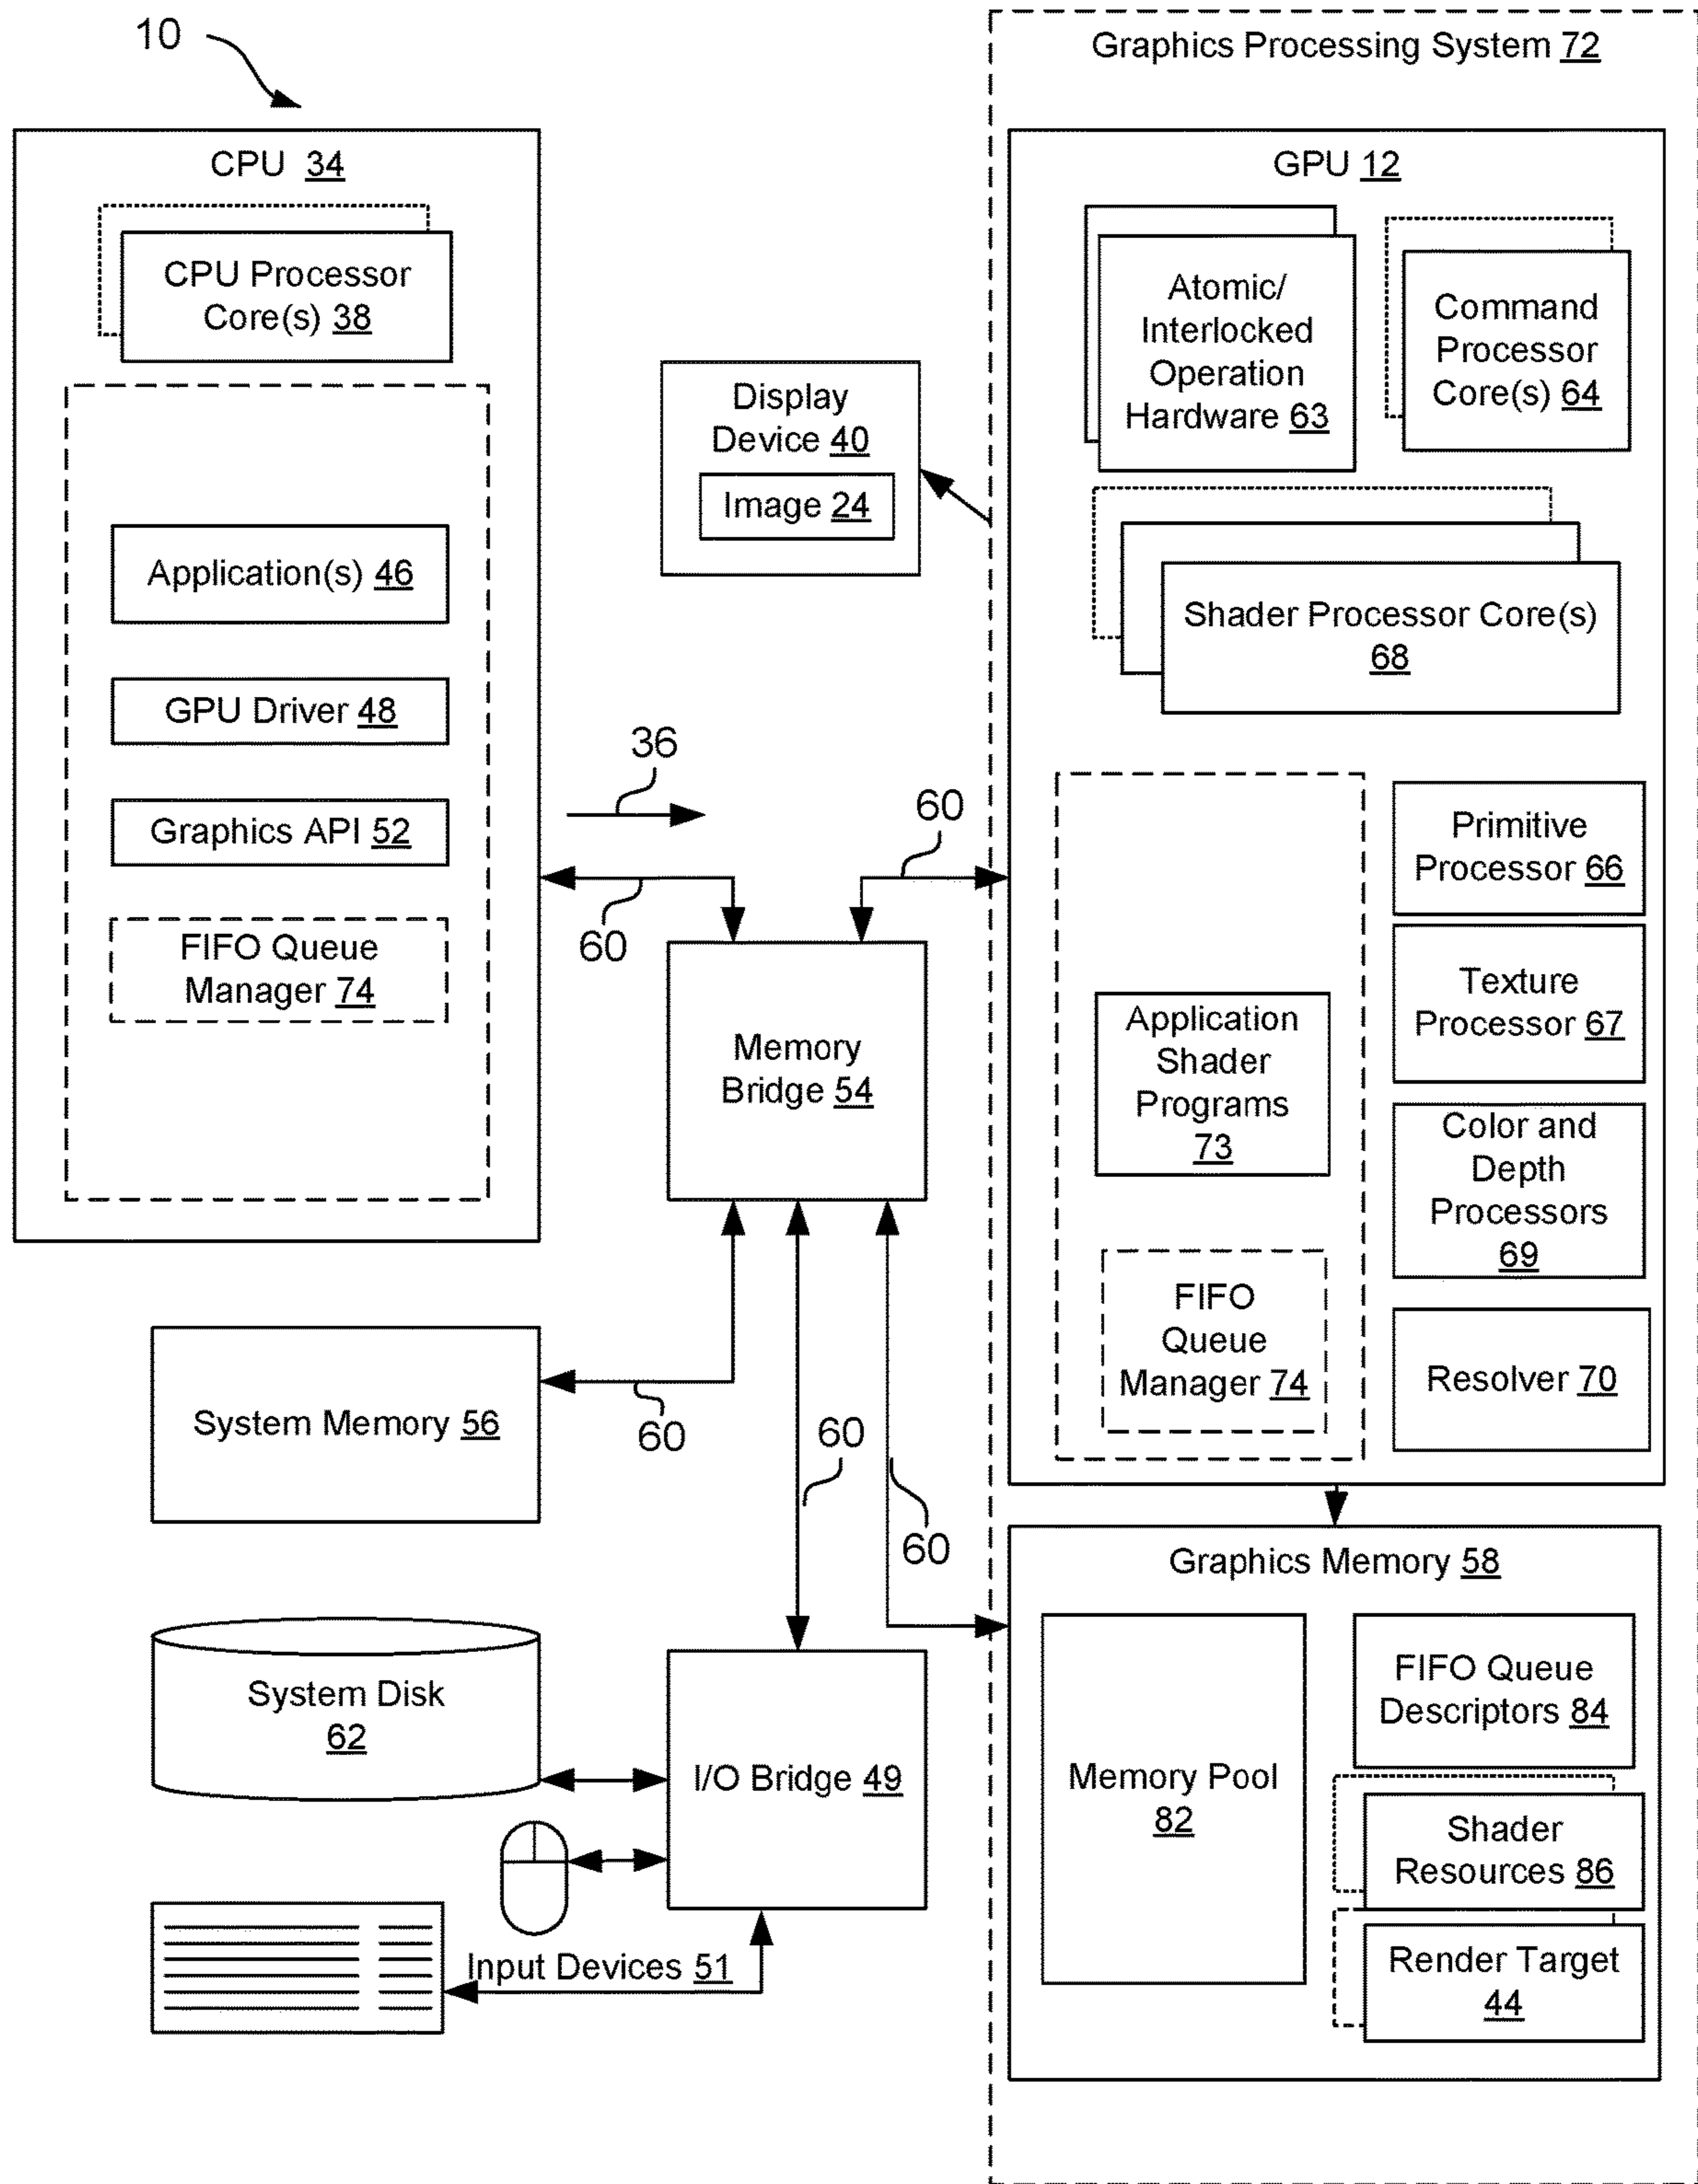 10
CPU 34
CPU Processor
Core(s) 38
Application(s) 46
GPU Driver 48
Graphics API 52
FIFO Queue
Manager 74
Display
Device 40
Image 24
36
60
60
Memory
Bridge 54
System Memory 56
60
60
60
System Disk
62
I/O Bridge 49
Input Devices 51
Graphics Processing System 72
GPU 12
Atomic/
Interlocked
Operation
Hardware 63
Command
Processor
Core(s) 64
Shader Processor Core(s)
68
Primitive
Processor 66
Texture
Processor 67
Application
Shader
Programs
73
Color and
Depth
Processors
69
FIFO
Queue
Manager 74
Resolver 70
Graphics Memory 58
Memory Pool
82
FIFO Queue
Descriptors 84
Shader
Resources 86
Render Target
44